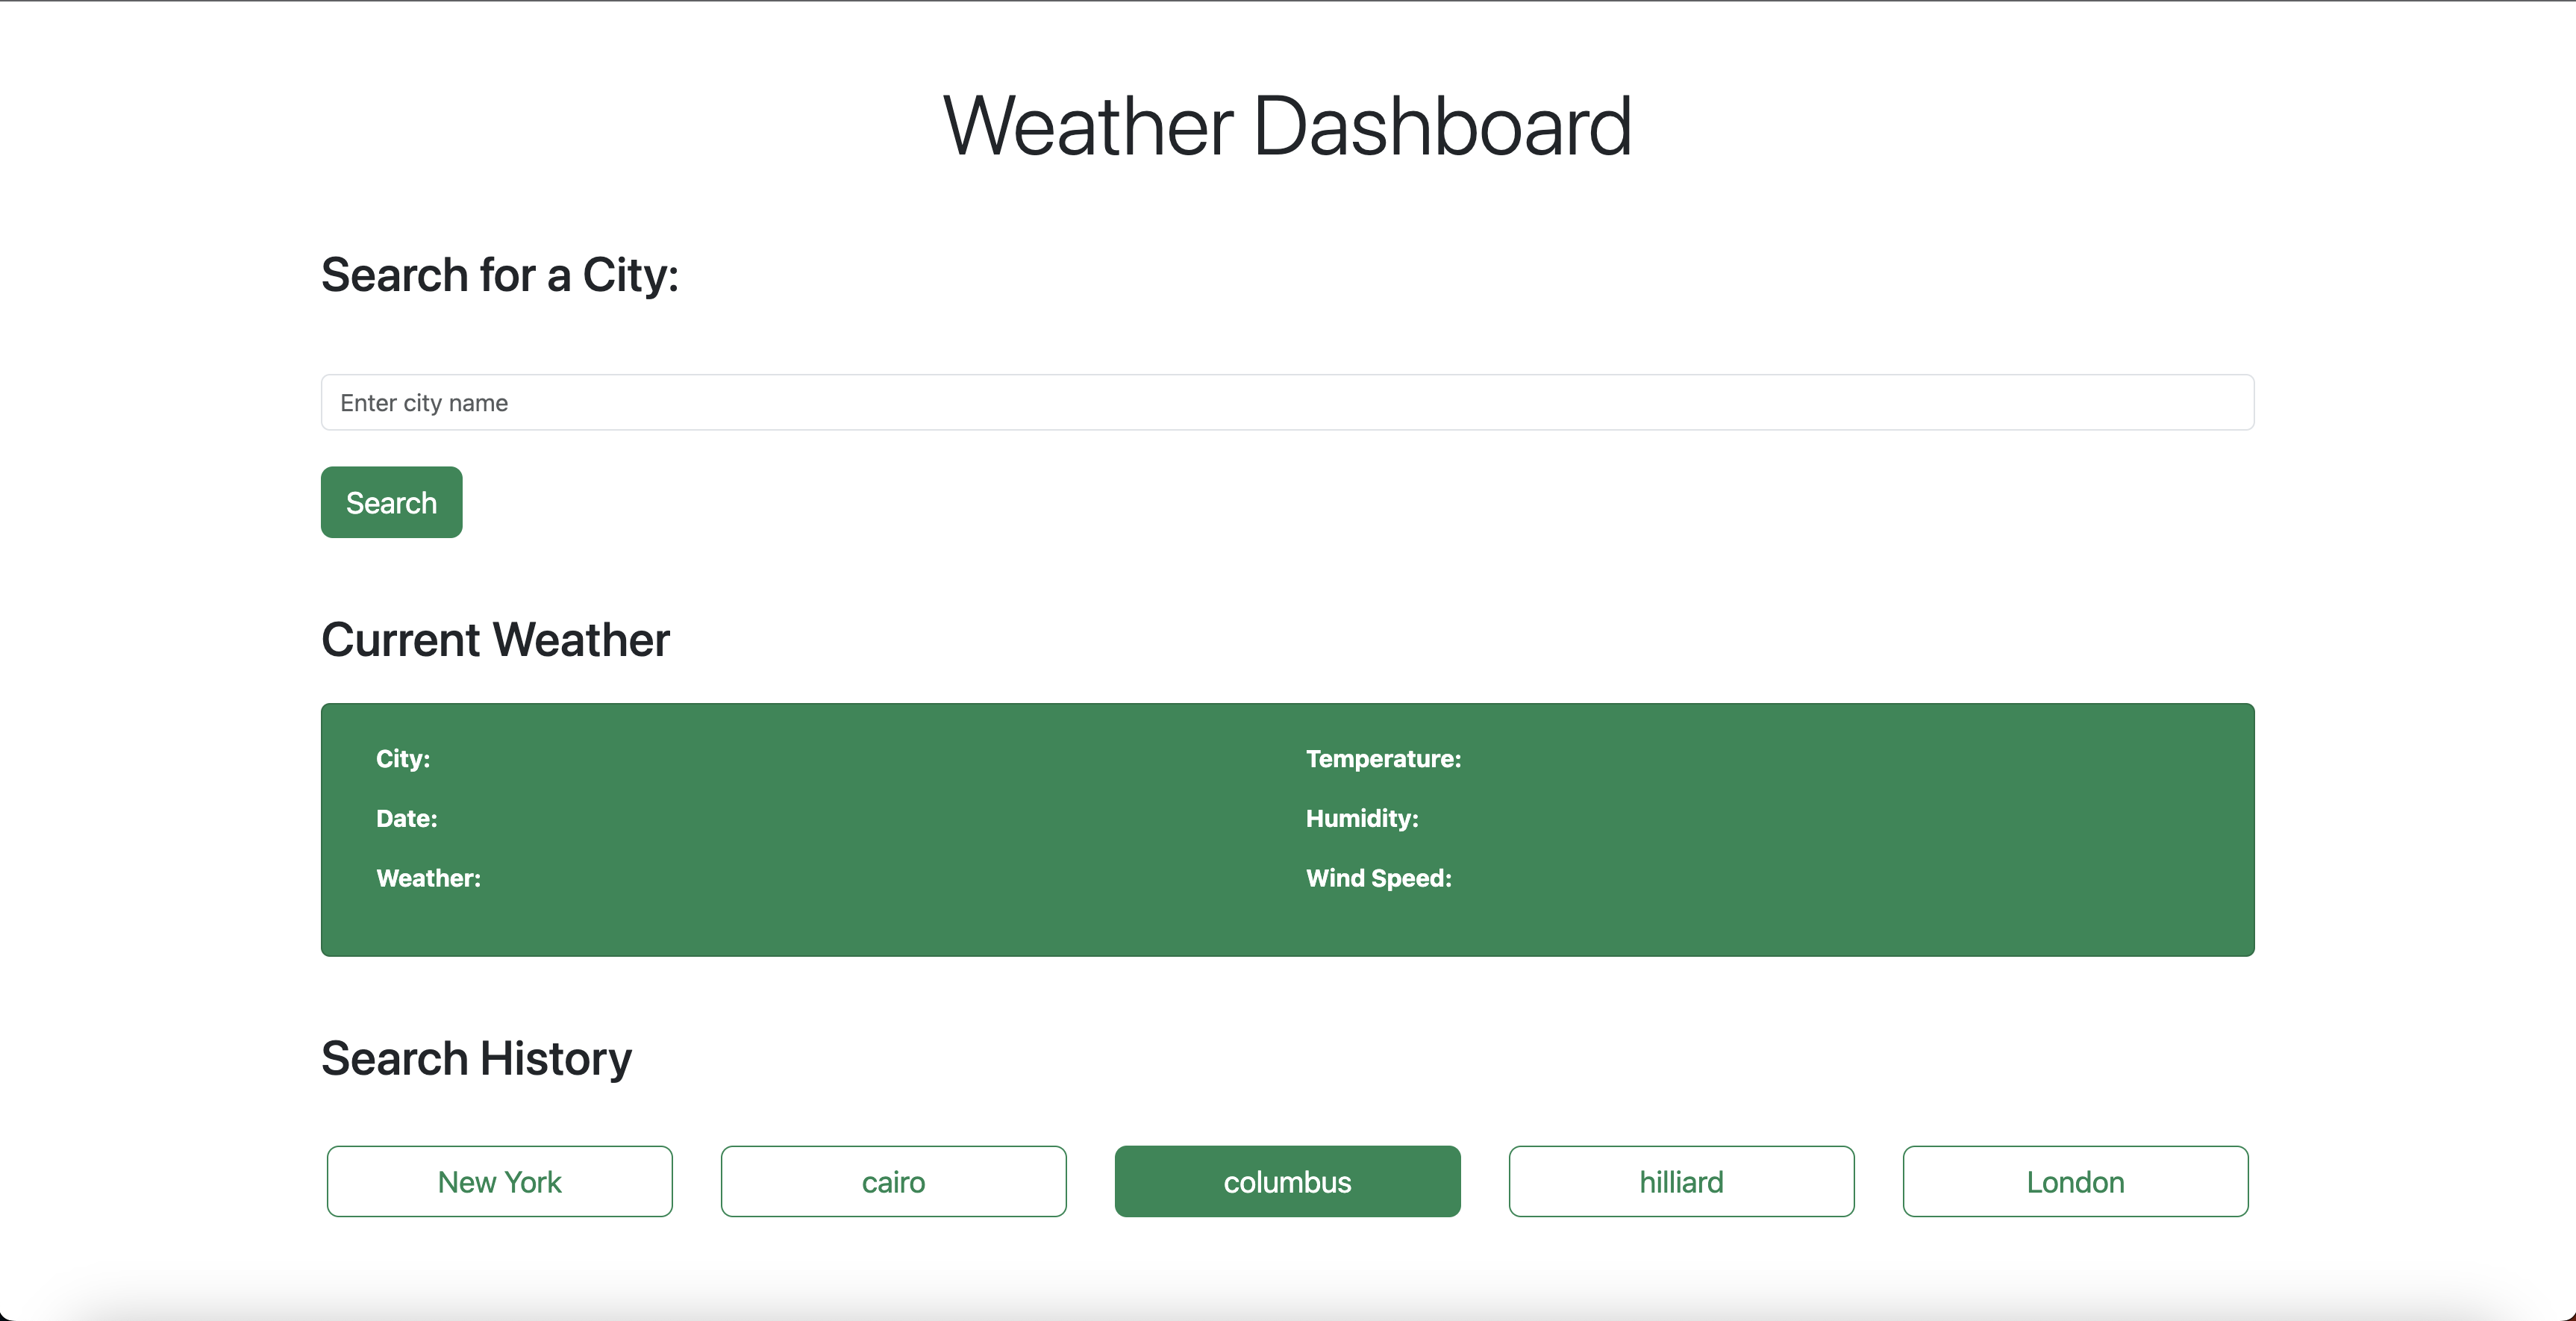 Weather Dashboard
Search for a City:
Enter city name
Search
Current Weather
City:
Date:
Weather:
Temperature:
Humidity:
Wind Speed:
Search History
New York
cairo
columbus
hilliard
London